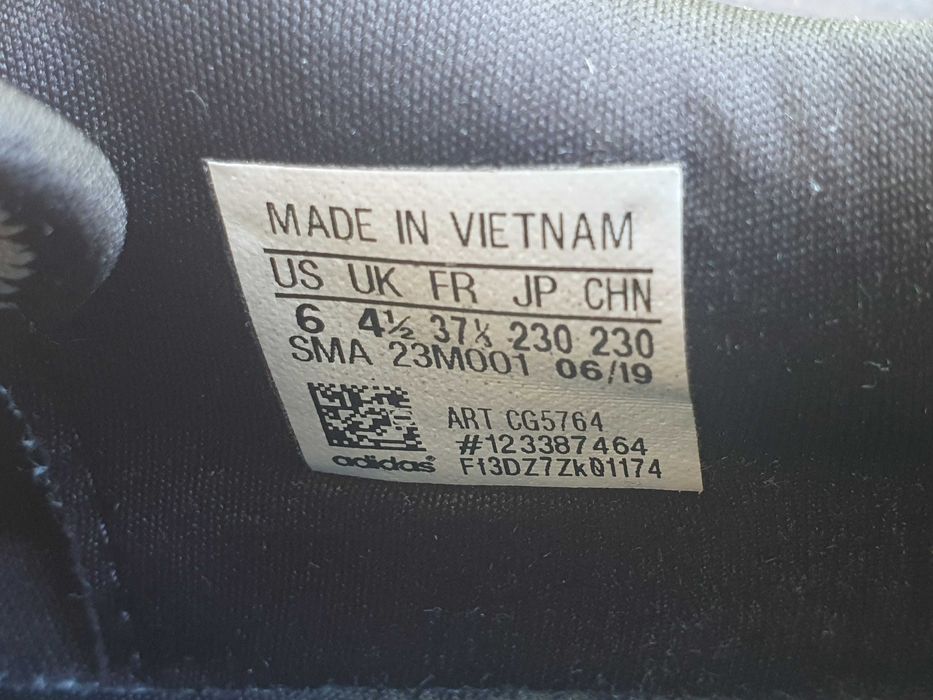 MADE IN VIETNAM
US UK FR JP CHN
6 4½ 37⅓ 230 230
SMA 23M001 06/19
ART CG5764
#123387464
adidas® Ff3DZ7Zk01174